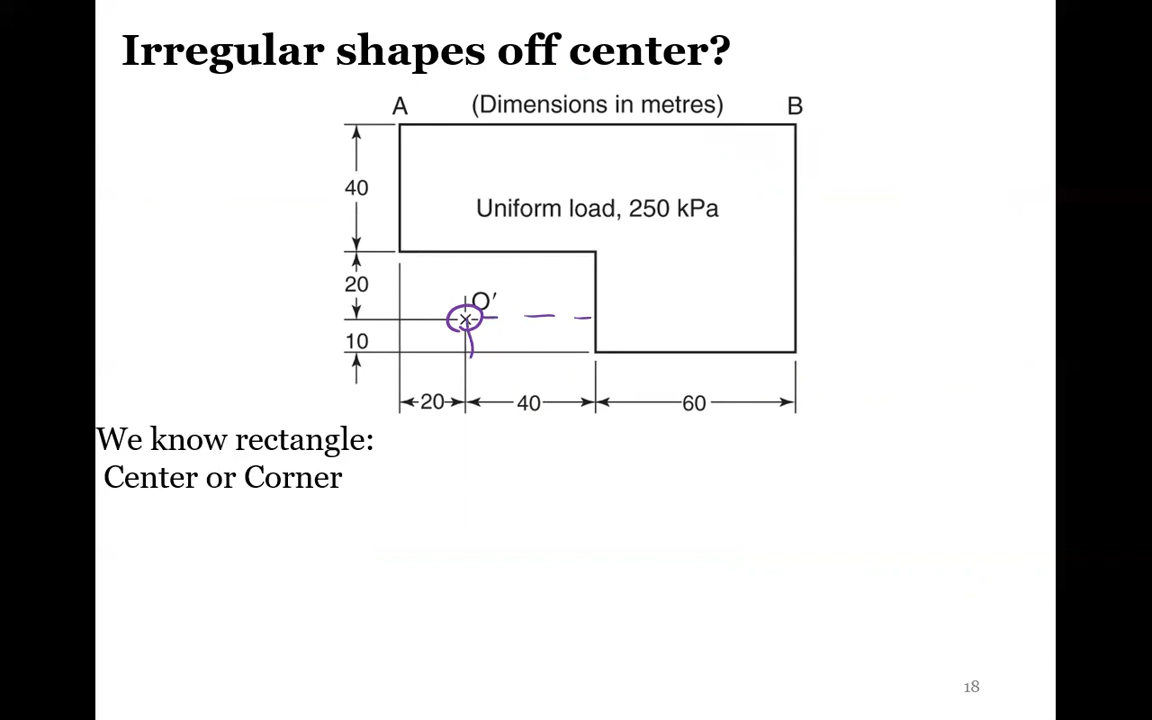 Irregular shapes off center?
A (Dimensions in metres) B
40
Uniform load, 250 kPa
20
O′
10
20 40 60
We know rectangle:
Center or Corner
18